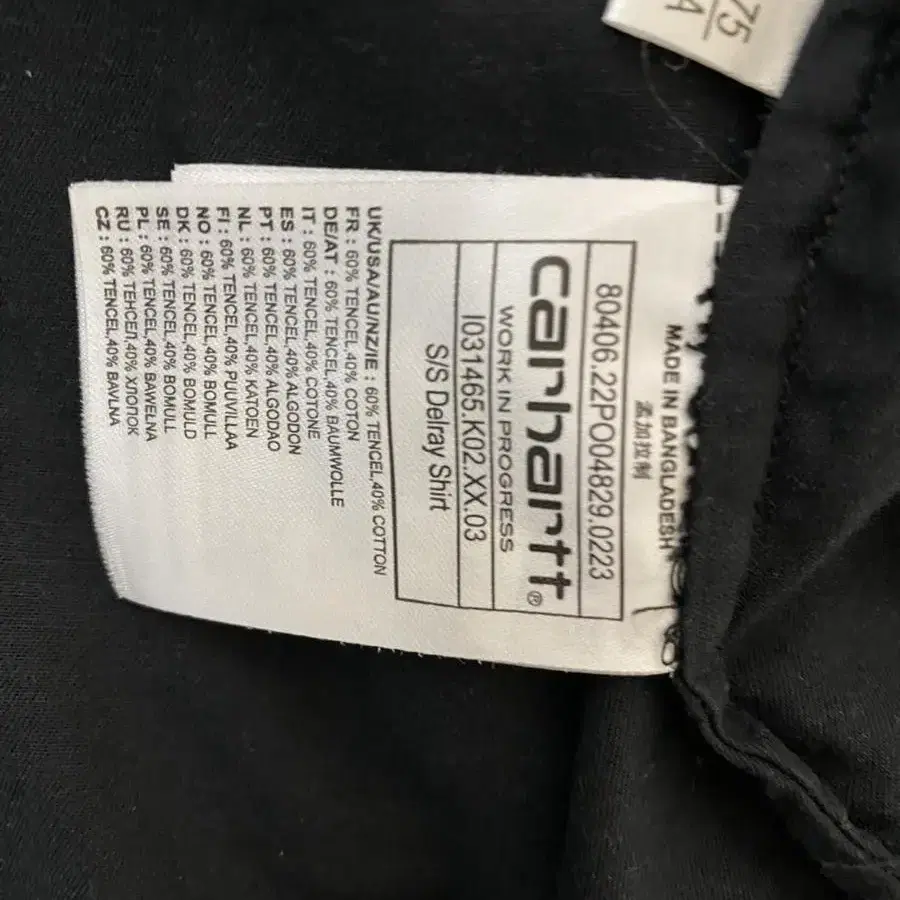 75
A
MADE IN BANGLADESH
孟加拉制
80406.22PO04829.0223
carhartt®
WORK IN PROGRESS
I031465.K02.XX.03
S/S Delray Shirt
UK/USA/AU/NZ/IE : 60% TENCEL,40% COTTON
FR : 60% TENCEL,40% COTON
DE/AT : 60% TENCEL,40% BAUMWOLLE
IT : 60% TENCEL,40% COTONE
ES : 60% TENCEL,40% ALGODON
PT : 60% TENCEL,40% ALGODAO
NL : 60% TENCEL,40% KATOEN
FI : 60% TENCEL,40% PUUVILLAA
NO : 60% TENCEL,40% BOMULL
DK : 60% TENCEL,40% BOMULD
SE : 60% TENCEL,40% BOMULL
PL : 60% TENCEL,40% BAWEŁNA
RU : 60% ТЕНСЕЛ,40% ХЛОПОК
CZ : 60% TENCEL,40% BAVLNA